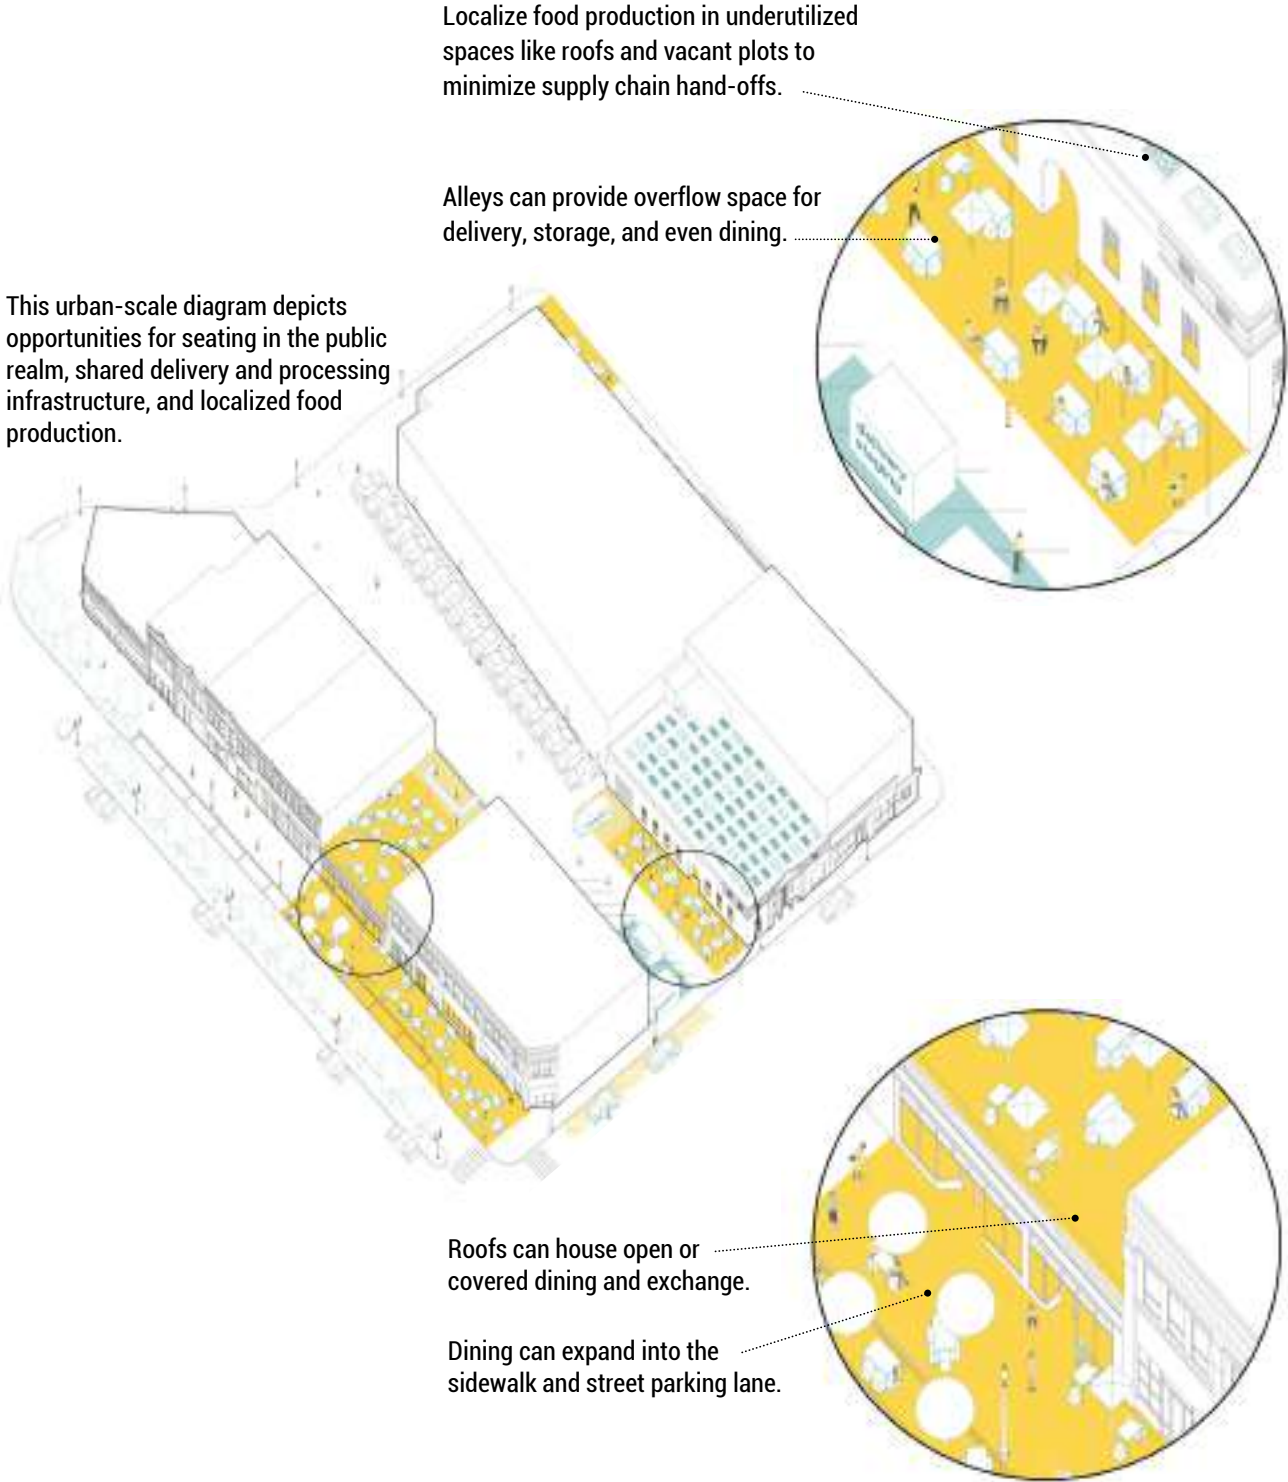 Localize food production in underutilized
spaces like roofs and vacant plots to
minimize supply chain hand-offs.
Alleys can provide overflow space for
delivery, storage, and even dining.
This urban-scale diagram depicts
opportunities for seating in the public
realm, shared delivery and processing
infrastructure, and localized food
production.
Roofs can house open or
covered dining and exchange.
Dining can expand into the
sidewalk and street parking lane.